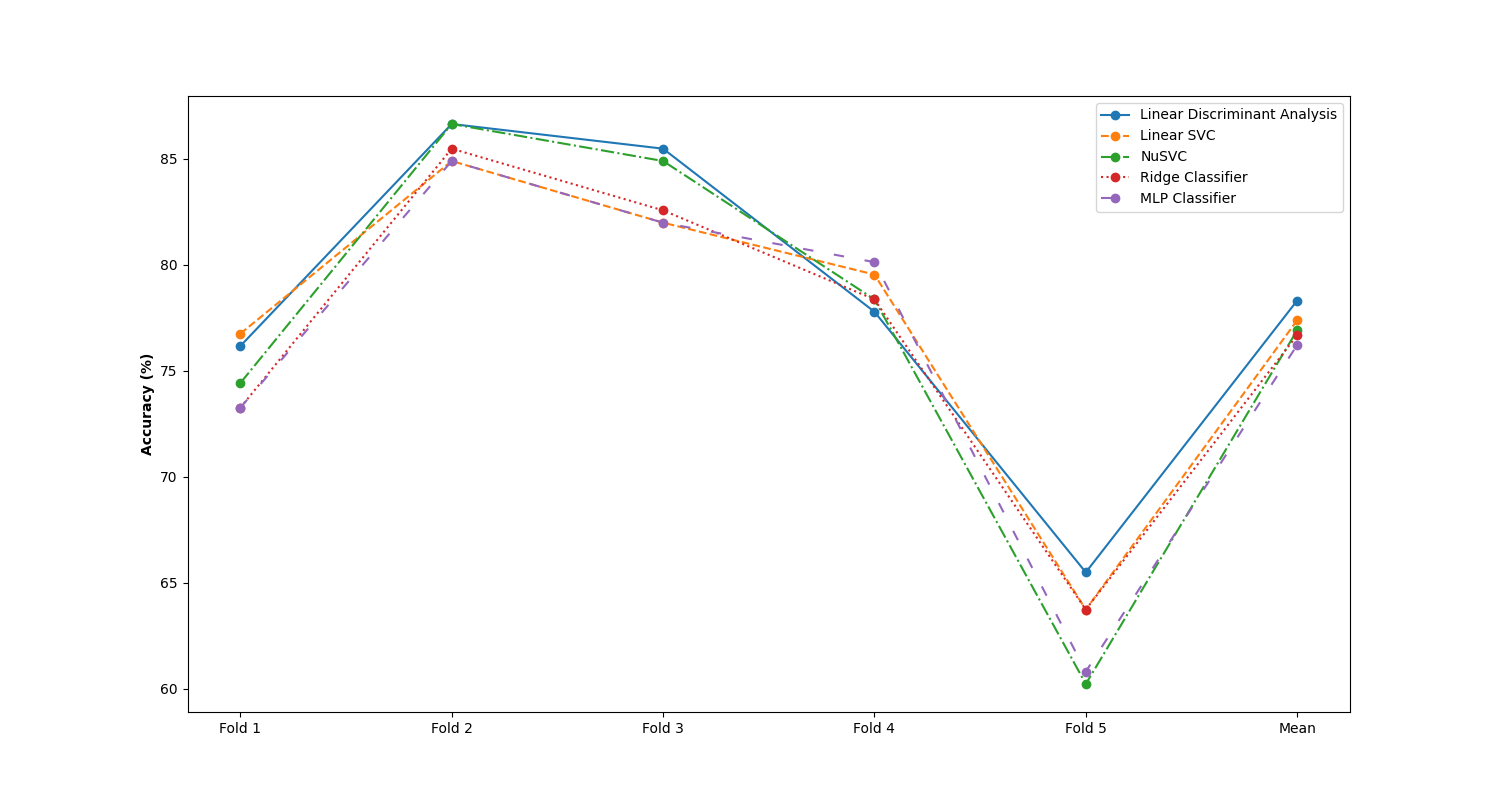 Linear Discriminant Analysis
Linear SVC
NuSVC
Ridge Classifier
MLP Classifier
Accuracy (%)
85
80
75
70
65
60
Fold 1
Fold 2
Fold 3
Fold 4
Fold 5
Mean